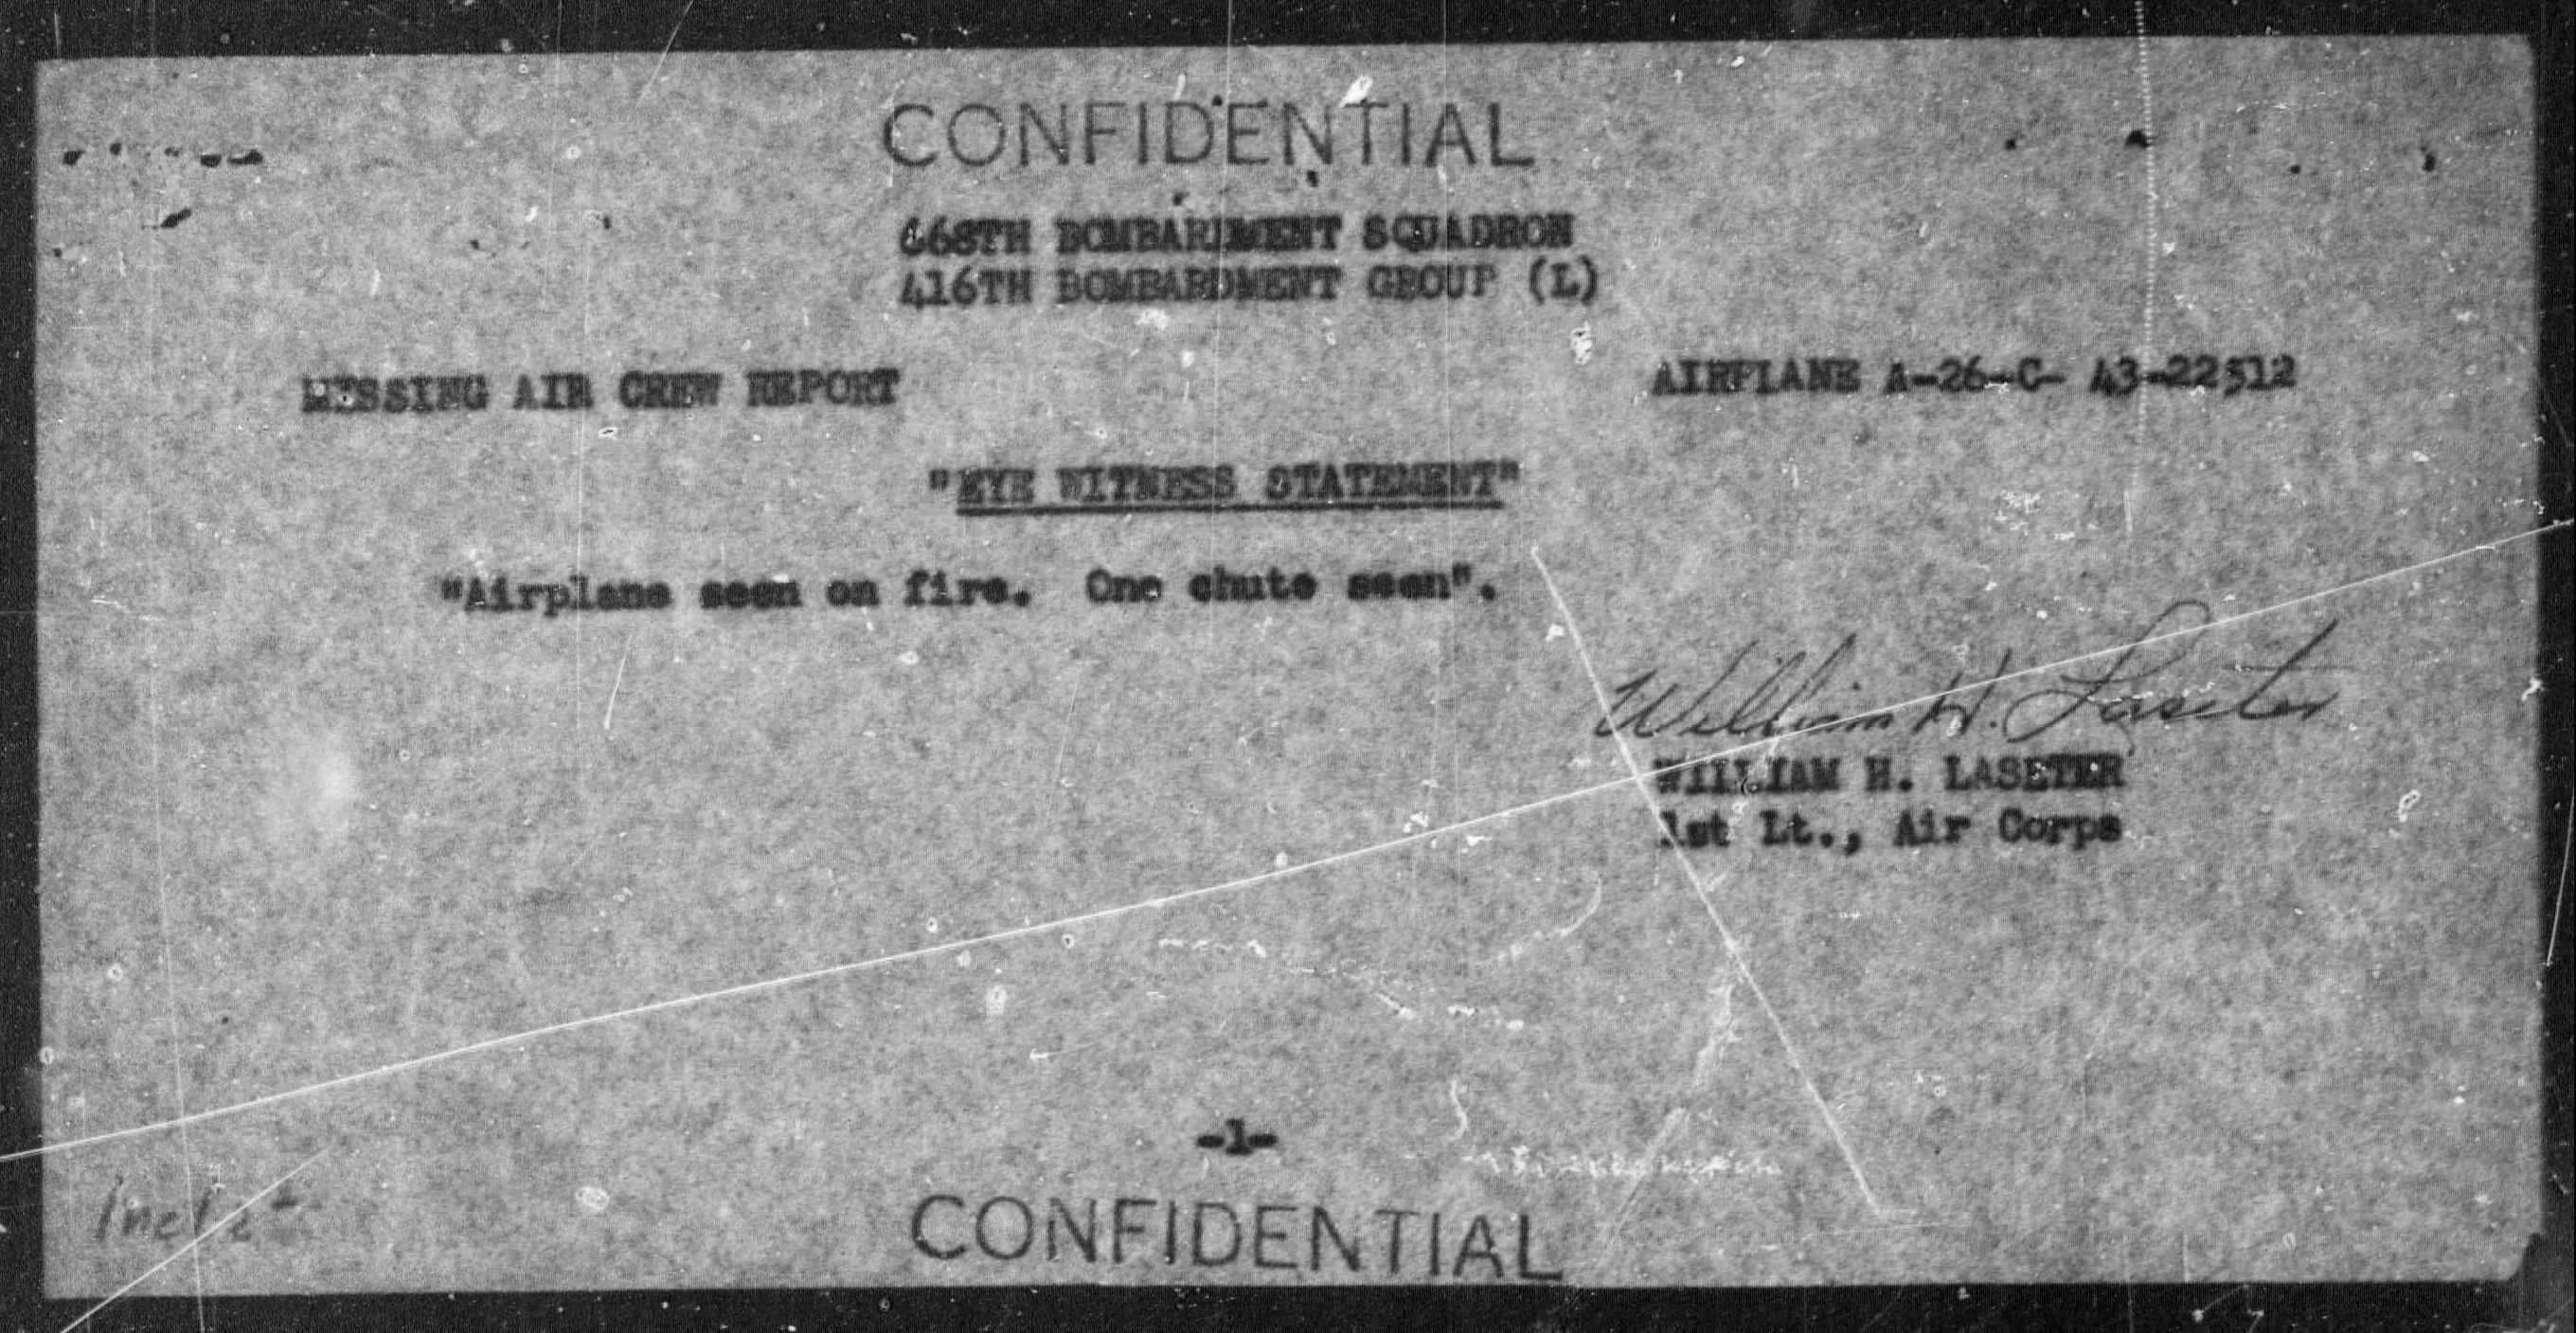 CONFIDENTIAL
668TH BOMBARDMENT SQUADRON
416TH BOMBARDMENT GROUP (L)
MISSING AIR CREW REPORT AIRPLANE A-26-C- 43-22512
"EYE WITNESS STATEMENT"
"Airplane seen on fire. One chute seen".
William H. Laseter
WILLIAM H. LASETER
1st Lt., Air Corps
-1-
Incl
CONFIDENTIAL